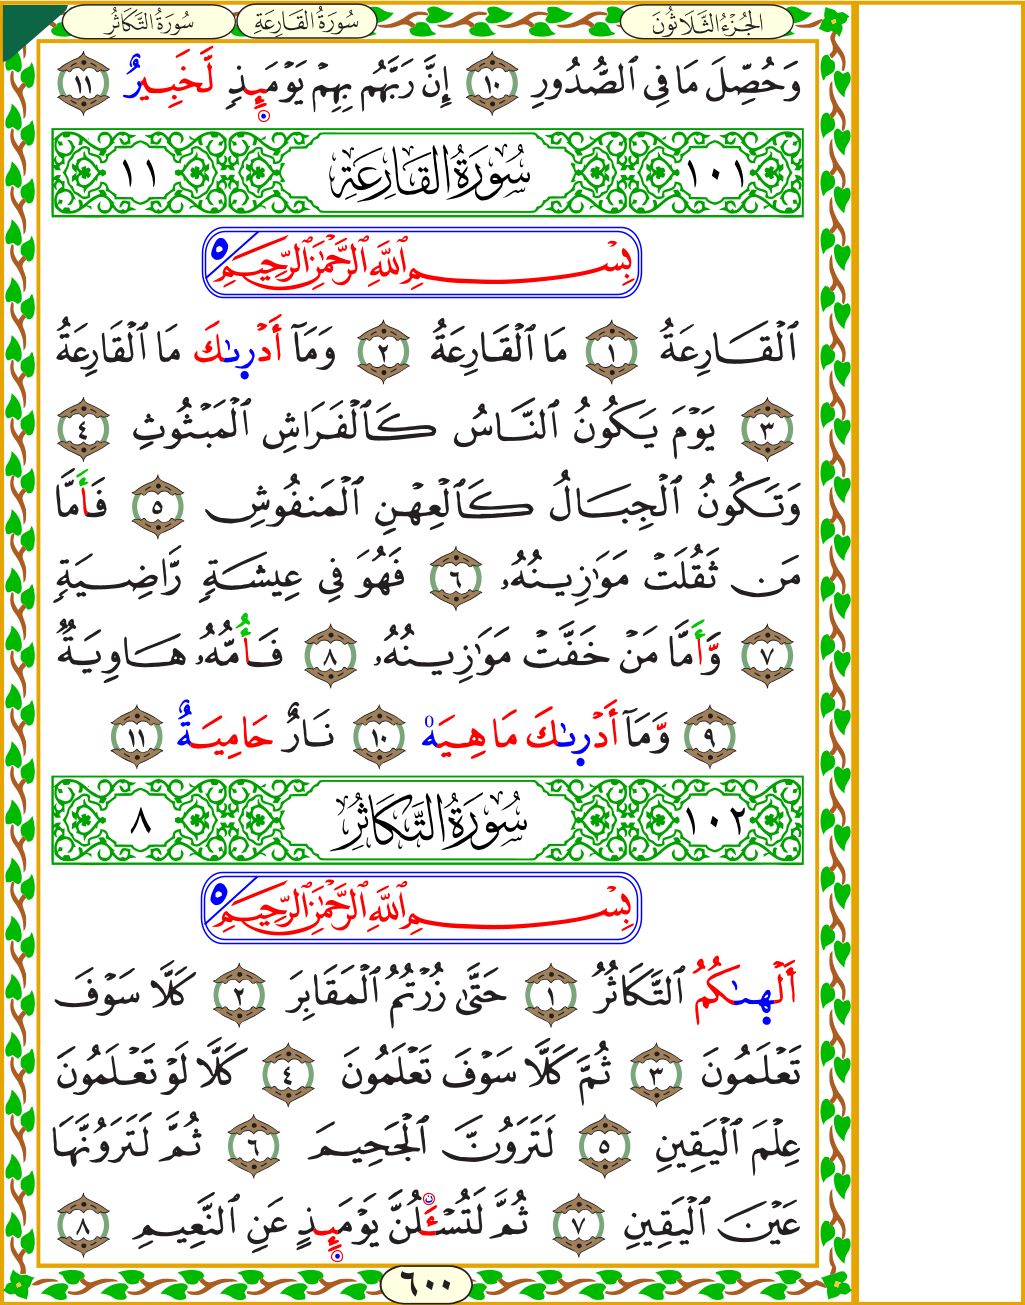 الجُزْءُ الثَّلَاثُونَ سُورَةُ القَارِعَةِ سُورَةُ التَّكَاثُرِ
وَحُصِّلَ مَا فِي ٱلصُّدُورِ ١٠ إِنَّ رَبَّهُم بِهِمْ يَوْمَئِذٍ لَّخَبِيرٌ ١١
١٠١ سُورَةُ القَارِعَةِ ١١
بِسْمِ ٱللَّهِ ٱلرَّحْمَٰنِ ٱلرَّحِيمِ ٥
ٱلْقَارِعَةُ ١ مَا ٱلْقَارِعَةُ ٢ وَمَآ أَدْرَىٰكَ مَا ٱلْقَارِعَةُ
٣ يَوْمَ يَكُونُ ٱلنَّاسُ كَٱلْفَرَاشِ ٱلْمَبْثُوثِ ٤
وَتَكُونُ ٱلْجِبَالُ كَٱلْعِهْنِ ٱلْمَنفُوشِ ٥ فَأَمَّا
مَن ثَقُلَتْ مَوَٰزِينُهُۥ ٦ فَهُوَ فِي عِيشَةٍ رَّاضِيَةٍ
٧ وَأَمَّا مَنْ خَفَّتْ مَوَٰزِينُهُۥ ٨ فَأُمُّهُۥ هَاوِيَةٌ
٩ وَمَآ أَدْرَىٰكَ مَا هِيَهْ ١٠ نَارٌ حَامِيَةٌ ١١
١٠٢ سُورَةُ التَّكَاثُرِ ٨
بِسْمِ ٱللَّهِ ٱلرَّحْمَٰنِ ٱلرَّحِيمِ ٥
أَلْهَىٰكُمُ ٱلتَّكَاثُرُ ١ حَتَّىٰ زُرْتُمُ ٱلْمَقَابِرَ ٢ كَلَّا سَوْفَ
تَعْلَمُونَ ٣ ثُمَّ كَلَّا سَوْفَ تَعْلَمُونَ ٤ كَلَّا لَوْ تَعْلَمُونَ
عِلْمَ ٱلْيَقِينِ ٥ لَتَرَوُنَّ ٱلْجَحِيمَ ٦ ثُمَّ لَتَرَوُنَّهَا
عَيْنَ ٱلْيَقِينِ ٧ ثُمَّ لَتُسْـَٔلُنَّ يَوْمَئِذٍ عَنِ ٱلنَّعِيمِ ٨
٦٠٠